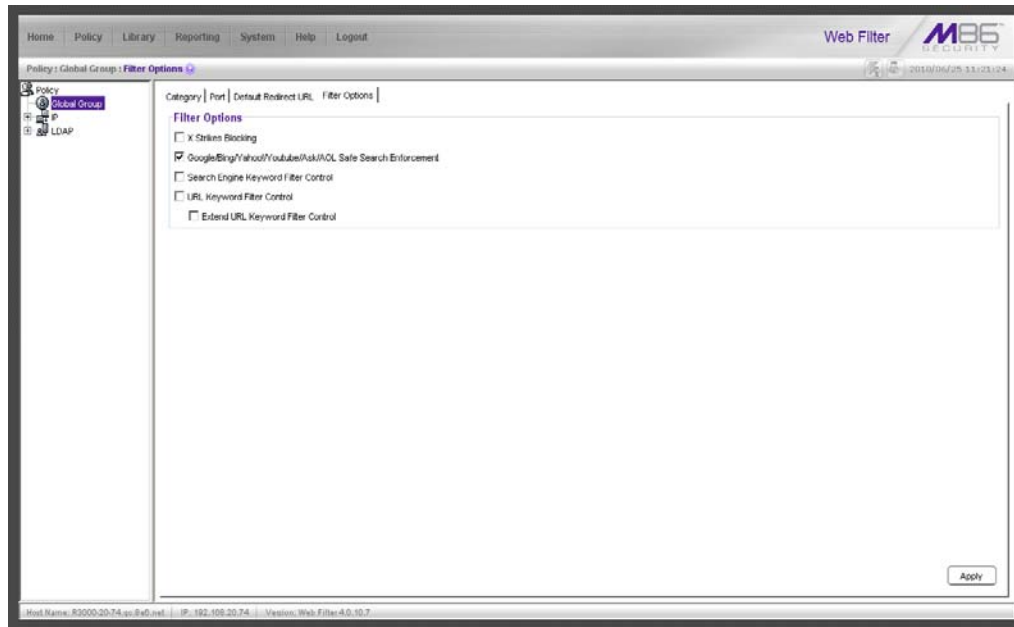 Home Policy Library Reporting System Help Logout
Web Filter
M86 SECURITY
Policy : Global Group : Filter Options
2010/06/25 11:21:24
Policy
Global Group
IP
LDAP
Category | Port | Default Redirect URL Filter Options
Filter Options
X Strikes Blocking
Google/Bing/Yahoo!/Youtube/Ask/AOL Safe Search Enforcement
Search Engine Keyword Filter Control
URL Keyword Filter Control
Extend URL Keyword Filter Control
Apply
Host Name: R3000-20-74.qc.8e6.net IP: 192.168.20.74 Version: Web Filter 4.0.10.7